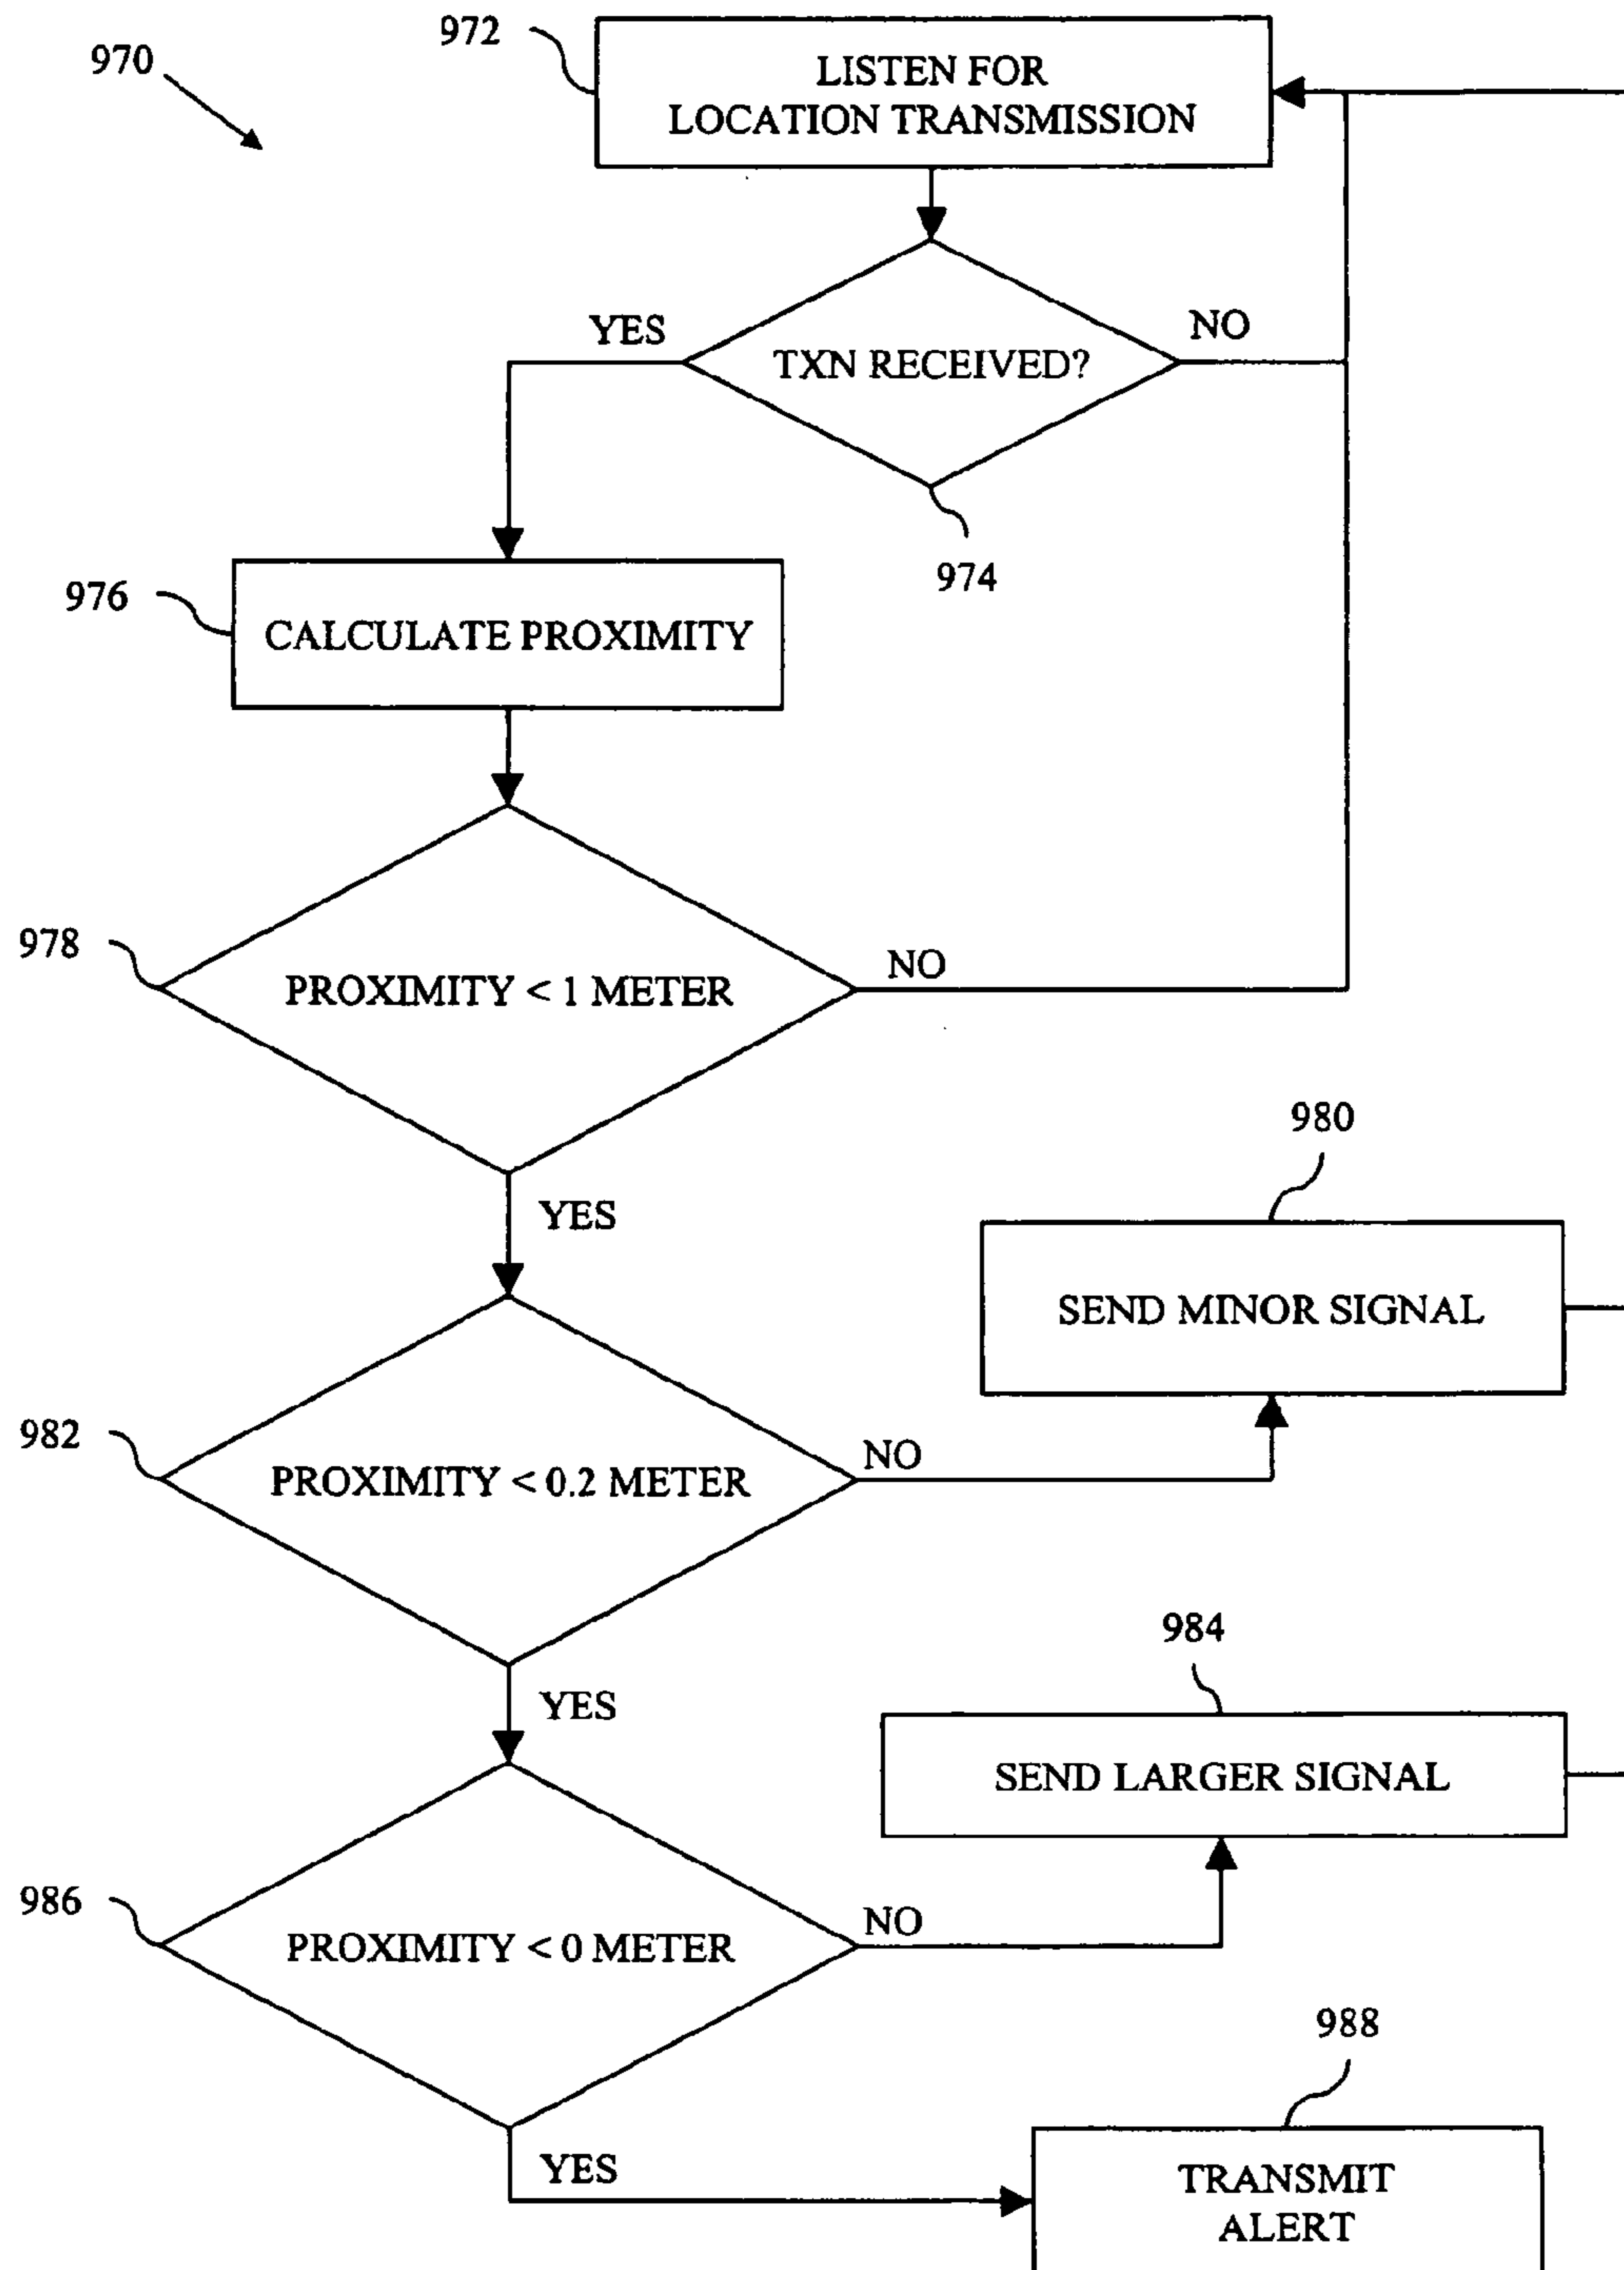 970
972
LISTEN FOR
LOCATION TRANSMISSION
YES
TXN RECEIVED?
NO
974
976
CALCULATE PROXIMITY
978
PROXIMITY < 1 METER
NO
YES
980
SEND MINOR SIGNAL
982
PROXIMITY < 0.2 METER
NO
YES
984
SEND LARGER SIGNAL
986
PROXIMITY < 0 METER
NO
YES
988
TRANSMIT
ALERT